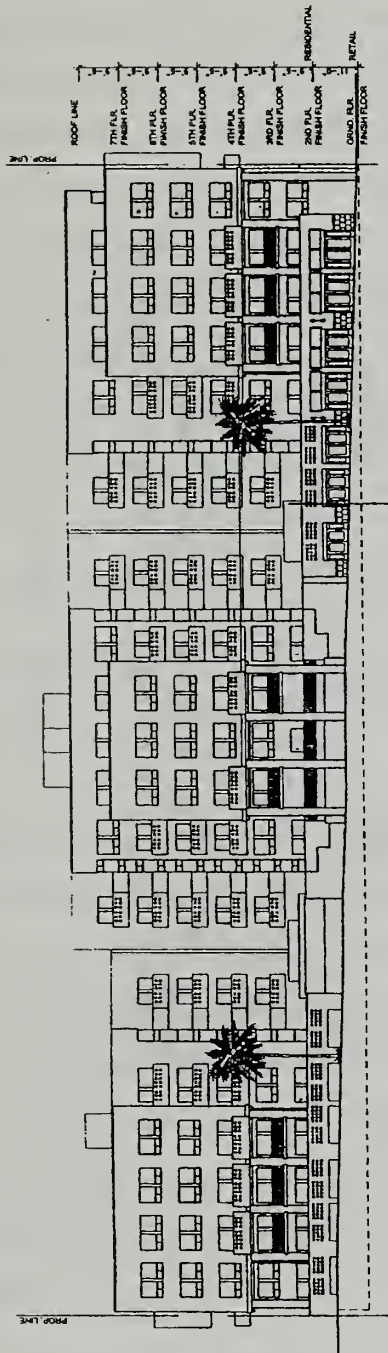 PROP. LINE
PROP. LINE
ROOF LINE
7TH FLR.
FINISH FLOOR
6TH FLR.
FINISH FLOOR
5TH FLR.
FINISH FLOOR
4TH FLR.
FINISH FLOOR
3RD FLR.
FINISH FLOOR
2ND FLR.
FINISH FLOOR
GRND. FLR.
FINISH FLOOR
RESIDENTIAL
RETAIL